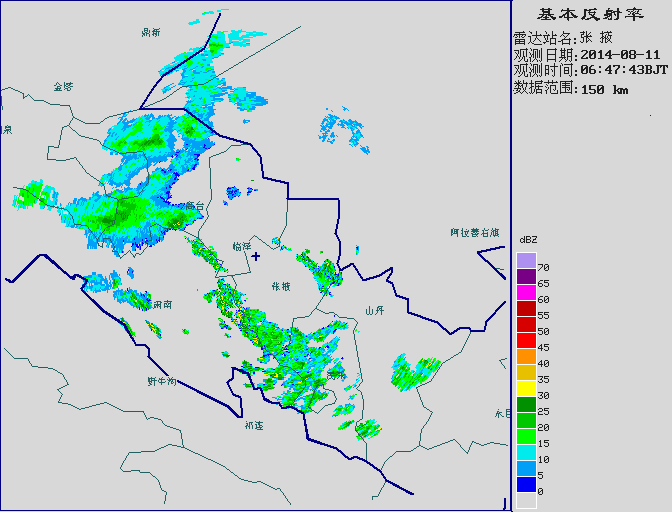 基本反射率
雷达站名:张 掖
观测日期:2014-08-11
观测时间:06:47:43BJT
数据范围:150 km
鼎新
金塔
泉
高台
临泽
阿拉善右旗
张掖
肃南
山丹
野牛沟
民乐
祁连
永昌
dBZ
70
65
60
55
50
45
40
35
30
25
20
15
10
5
0